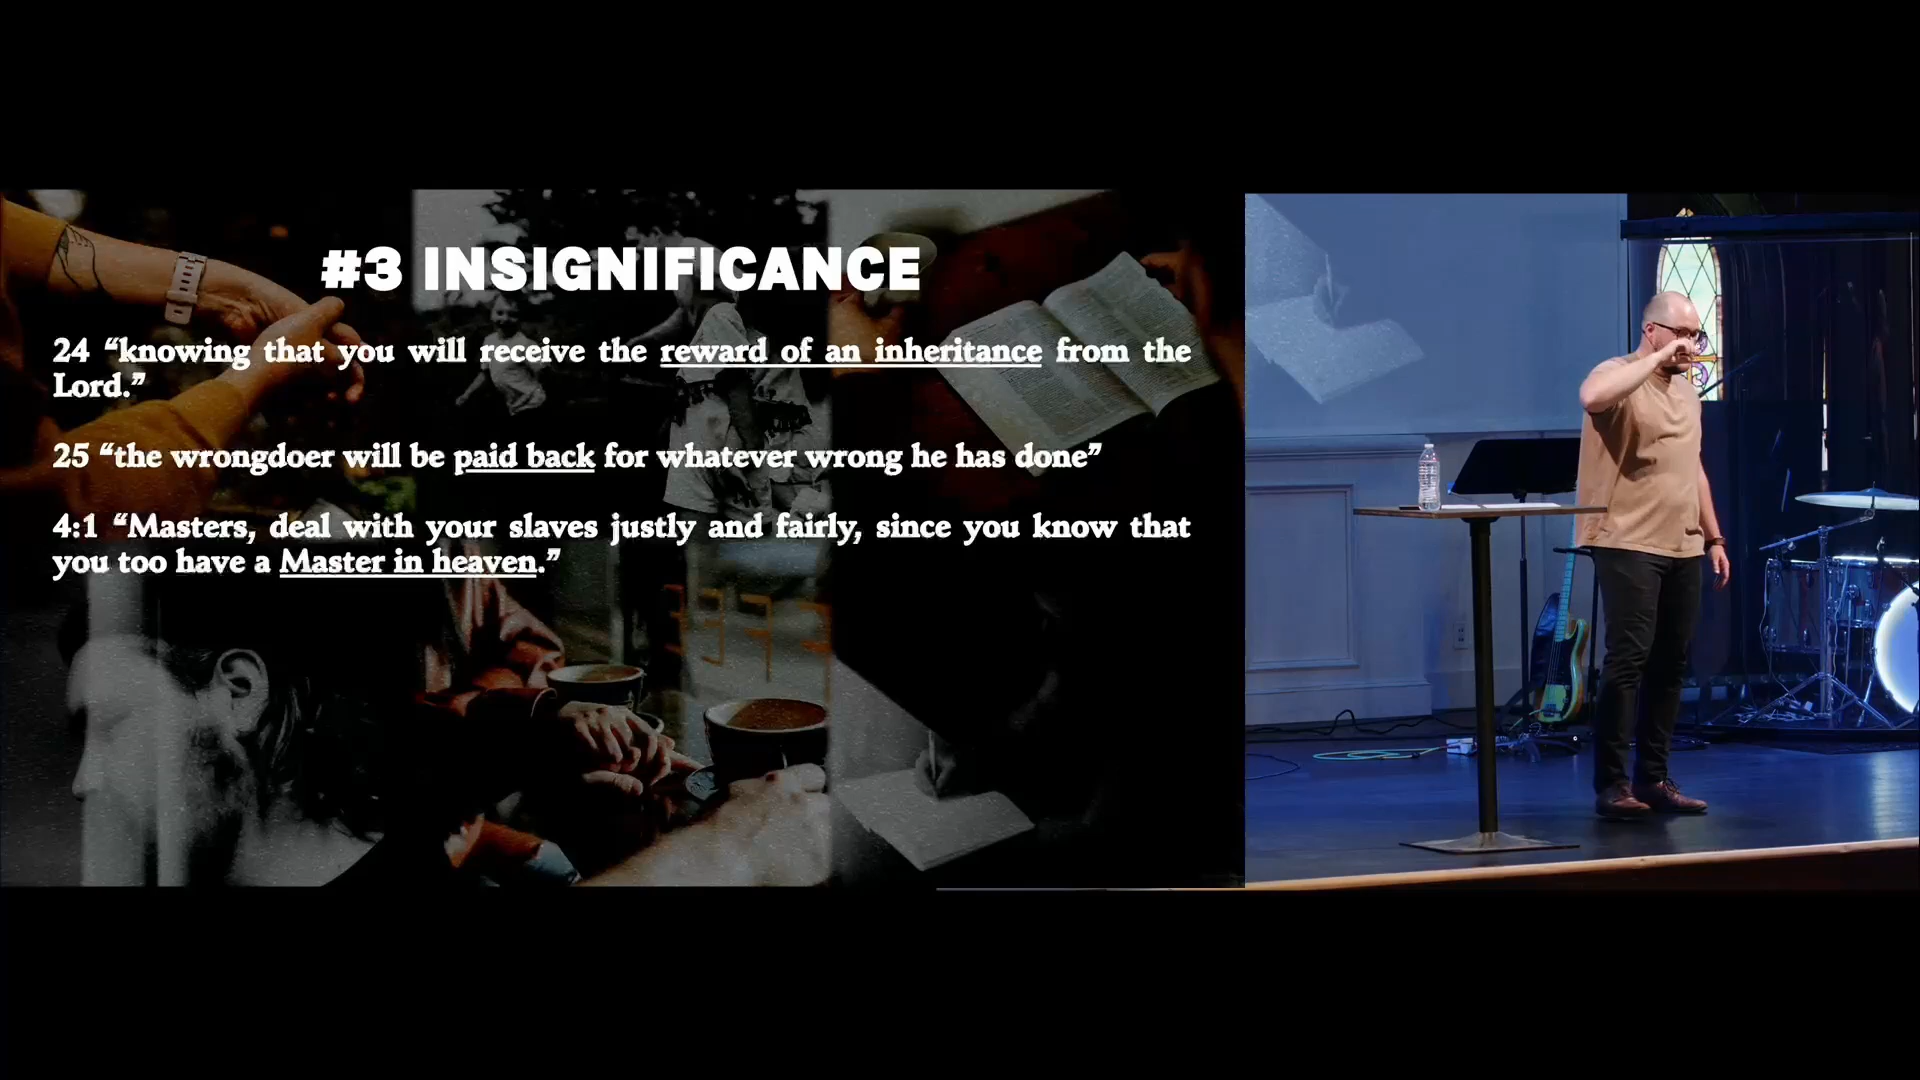 #3 INSIGNIFICANCE
24 “knowing that you will receive the reward of an inheritance from the
Lord.”
25 “the wrongdoer will be paid back for whatever wrong he has done”
4:1 “Masters, deal with your slaves justly and fairly, since you know that
you too have a Master in heaven.”